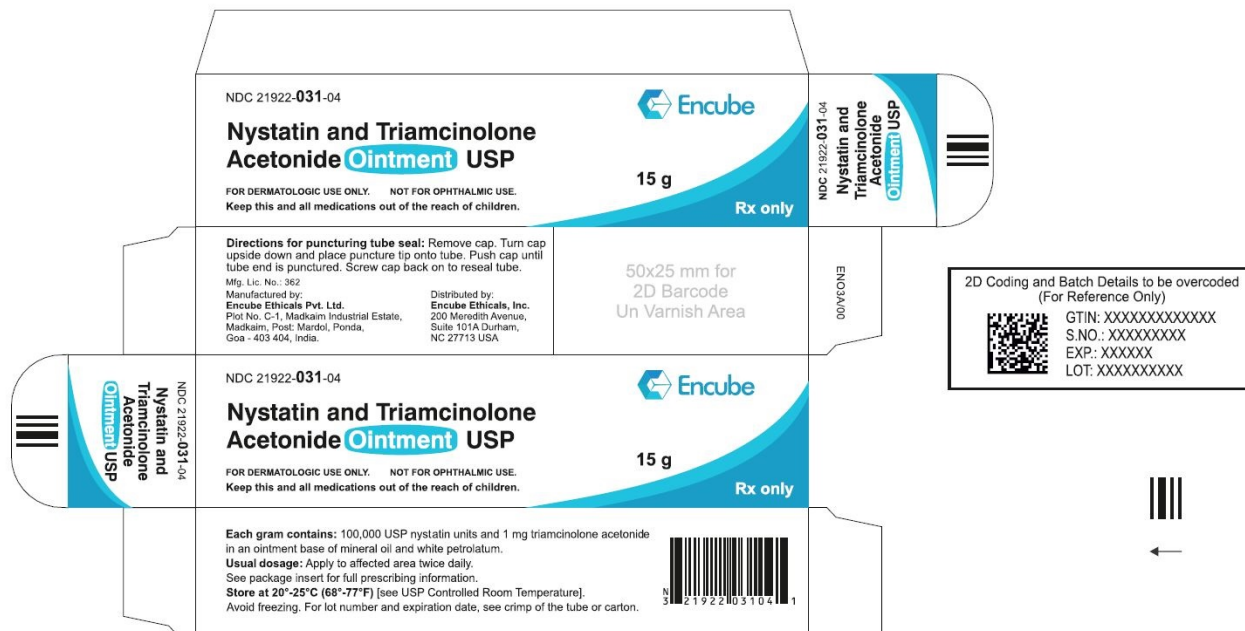 NDC 21922-031-04
Encube
Nystatin and Triamcinolone
Acetonide Ointment USP
15 g
FOR DERMATOLOGIC USE ONLY. NOT FOR OPHTHALMIC USE.
Keep this and all medications out of the reach of children.
Rx only
NDC 21922-031-04
Nystatin and
Triamcinolone
Acetonide
Ointment USP
Directions for puncturing tube seal: Remove cap. Turn cap
upside down and place puncture tip onto tube. Push cap until
tube end is punctured. Screw cap back on to reseal tube.
Mfg. Lic. No.: 362
Manufactured by:
Encube Ethicals Pvt. Ltd.
Plot No. C-1, Madkaim Industrial Estate,
Madkaim, Post: Mardol, Ponda,
Goa - 403 404, India.
Distributed by:
Encube Ethicals, Inc.
200 Meredith Avenue,
Suite 101A Durham,
NC 27713 USA
50x25 mm for
2D Barcode
Un Varnish Area
ENO3A/00
2D Coding and Batch Details to be overcoded
(For Reference Only)
GTIN: XXXXXXXXXXXXX
S.NO.: XXXXXXXXX
EXP.: XXXXXX
LOT: XXXXXXXXXX
NDC 21922-031-04
Nystatin and
Triamcinolone
Acetonide
Ointment USP
NDC 21922-031-04
Encube
Nystatin and Triamcinolone
Acetonide Ointment USP
15 g
FOR DERMATOLOGIC USE ONLY. NOT FOR OPHTHALMIC USE.
Keep this and all medications out of the reach of children.
Rx only
Each gram contains: 100,000 USP nystatin units and 1 mg triamcinolone acetonide
in an ointment base of mineral oil and white petrolatum.
Usual dosage: Apply to affected area twice daily.
See package insert for full prescribing information.
Store at 20°-25°C (68°-77°F) [see USP Controlled Room Temperature].
Avoid freezing. For lot number and expiration date, see crimp of the tube or carton.
N
3 21922 03104 1